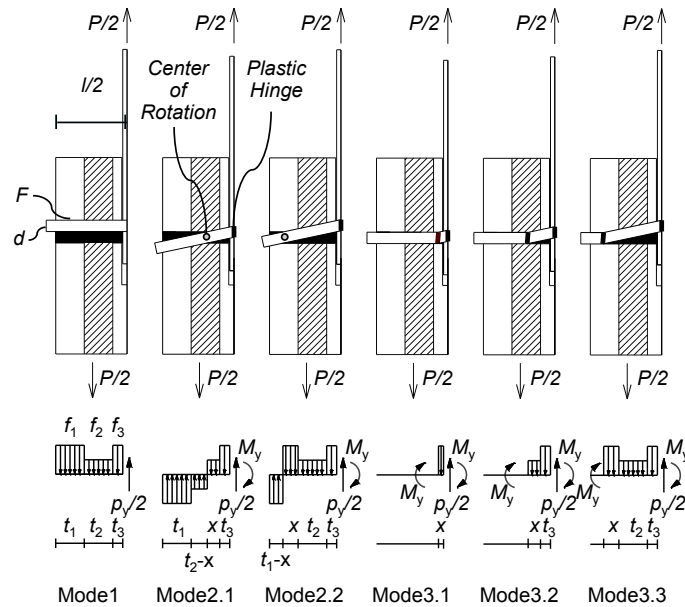 P/2 P/2 P/2 P/2 P/2 P/2
Center of Rotation
Plastic Hinge
l/2
F
d
P/2 P/2 P/2 P/2 P/2 P/2
f1 f2 f3
My My My My My
My My My
py/2 py/2 py/2 py/2 py/2 py/2
t1 t2 t3 t1 x t3 x t2 t3 x x t3 x t2 t3
t2-x t1-x
Mode1 Mode2.1 Mode2.2 Mode3.1 Mode3.2 Mode3.3